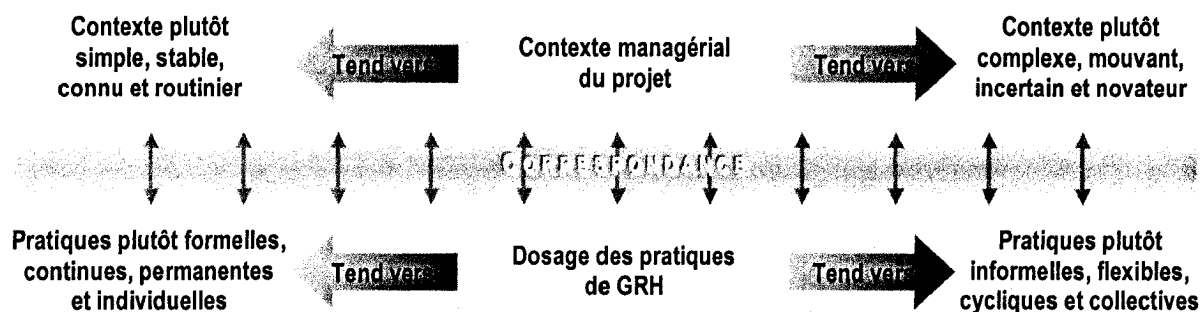 Contexte plutôt
simple, stable,
connu et routinier
Tend vers
Contexte managérial
du projet
Tend vers
Contexte plutôt
complexe, mouvant,
incertain et novateur
CORRESPONDANCE
Pratiques plutôt formelles,
continues, permanentes
et individuelles
Tend vers
Dosage des pratiques
de GRH
Tend vers
Pratiques plutôt
informelles, flexibles,
cycliques et collectives